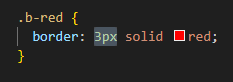 .b-red {
border: 3px solid red;
}